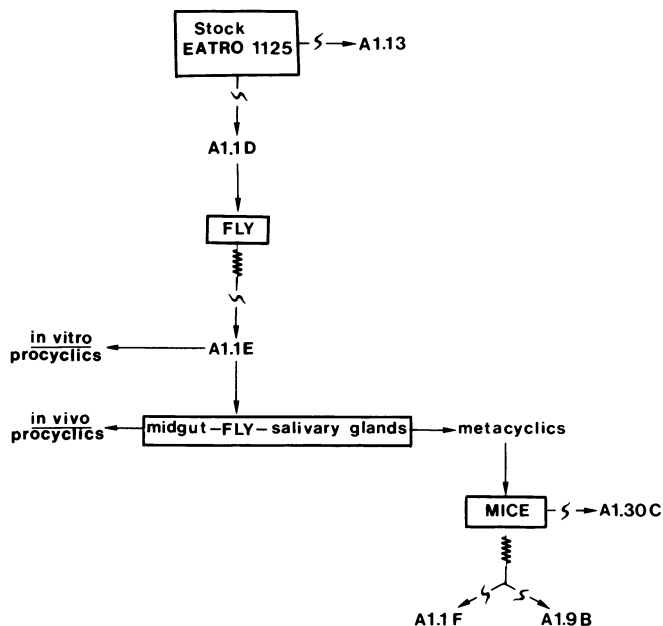 Stock
EATRO 1125
A1.13
A1.1D
FLY
in vitro
procyclics
A1.1E
in vivo
procyclics
midgut–FLY–salivary glands
metacyclics
MICE
A1.30C
A1.1F
A1.9B